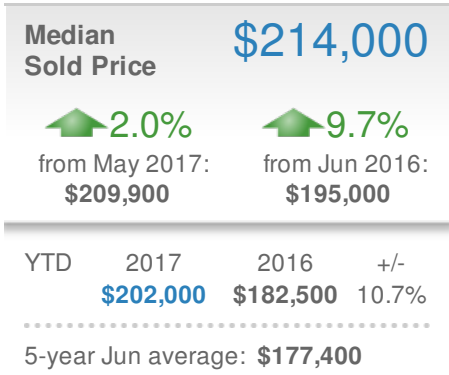 Median $214,000
Sold Price
2.0% 9.7%
from May 2017: from Jun 2016:
$209,900 $195,000
YTD 2017 2016 +/-
$202,000 $182,500 10.7%
5-year Jun average: $177,400